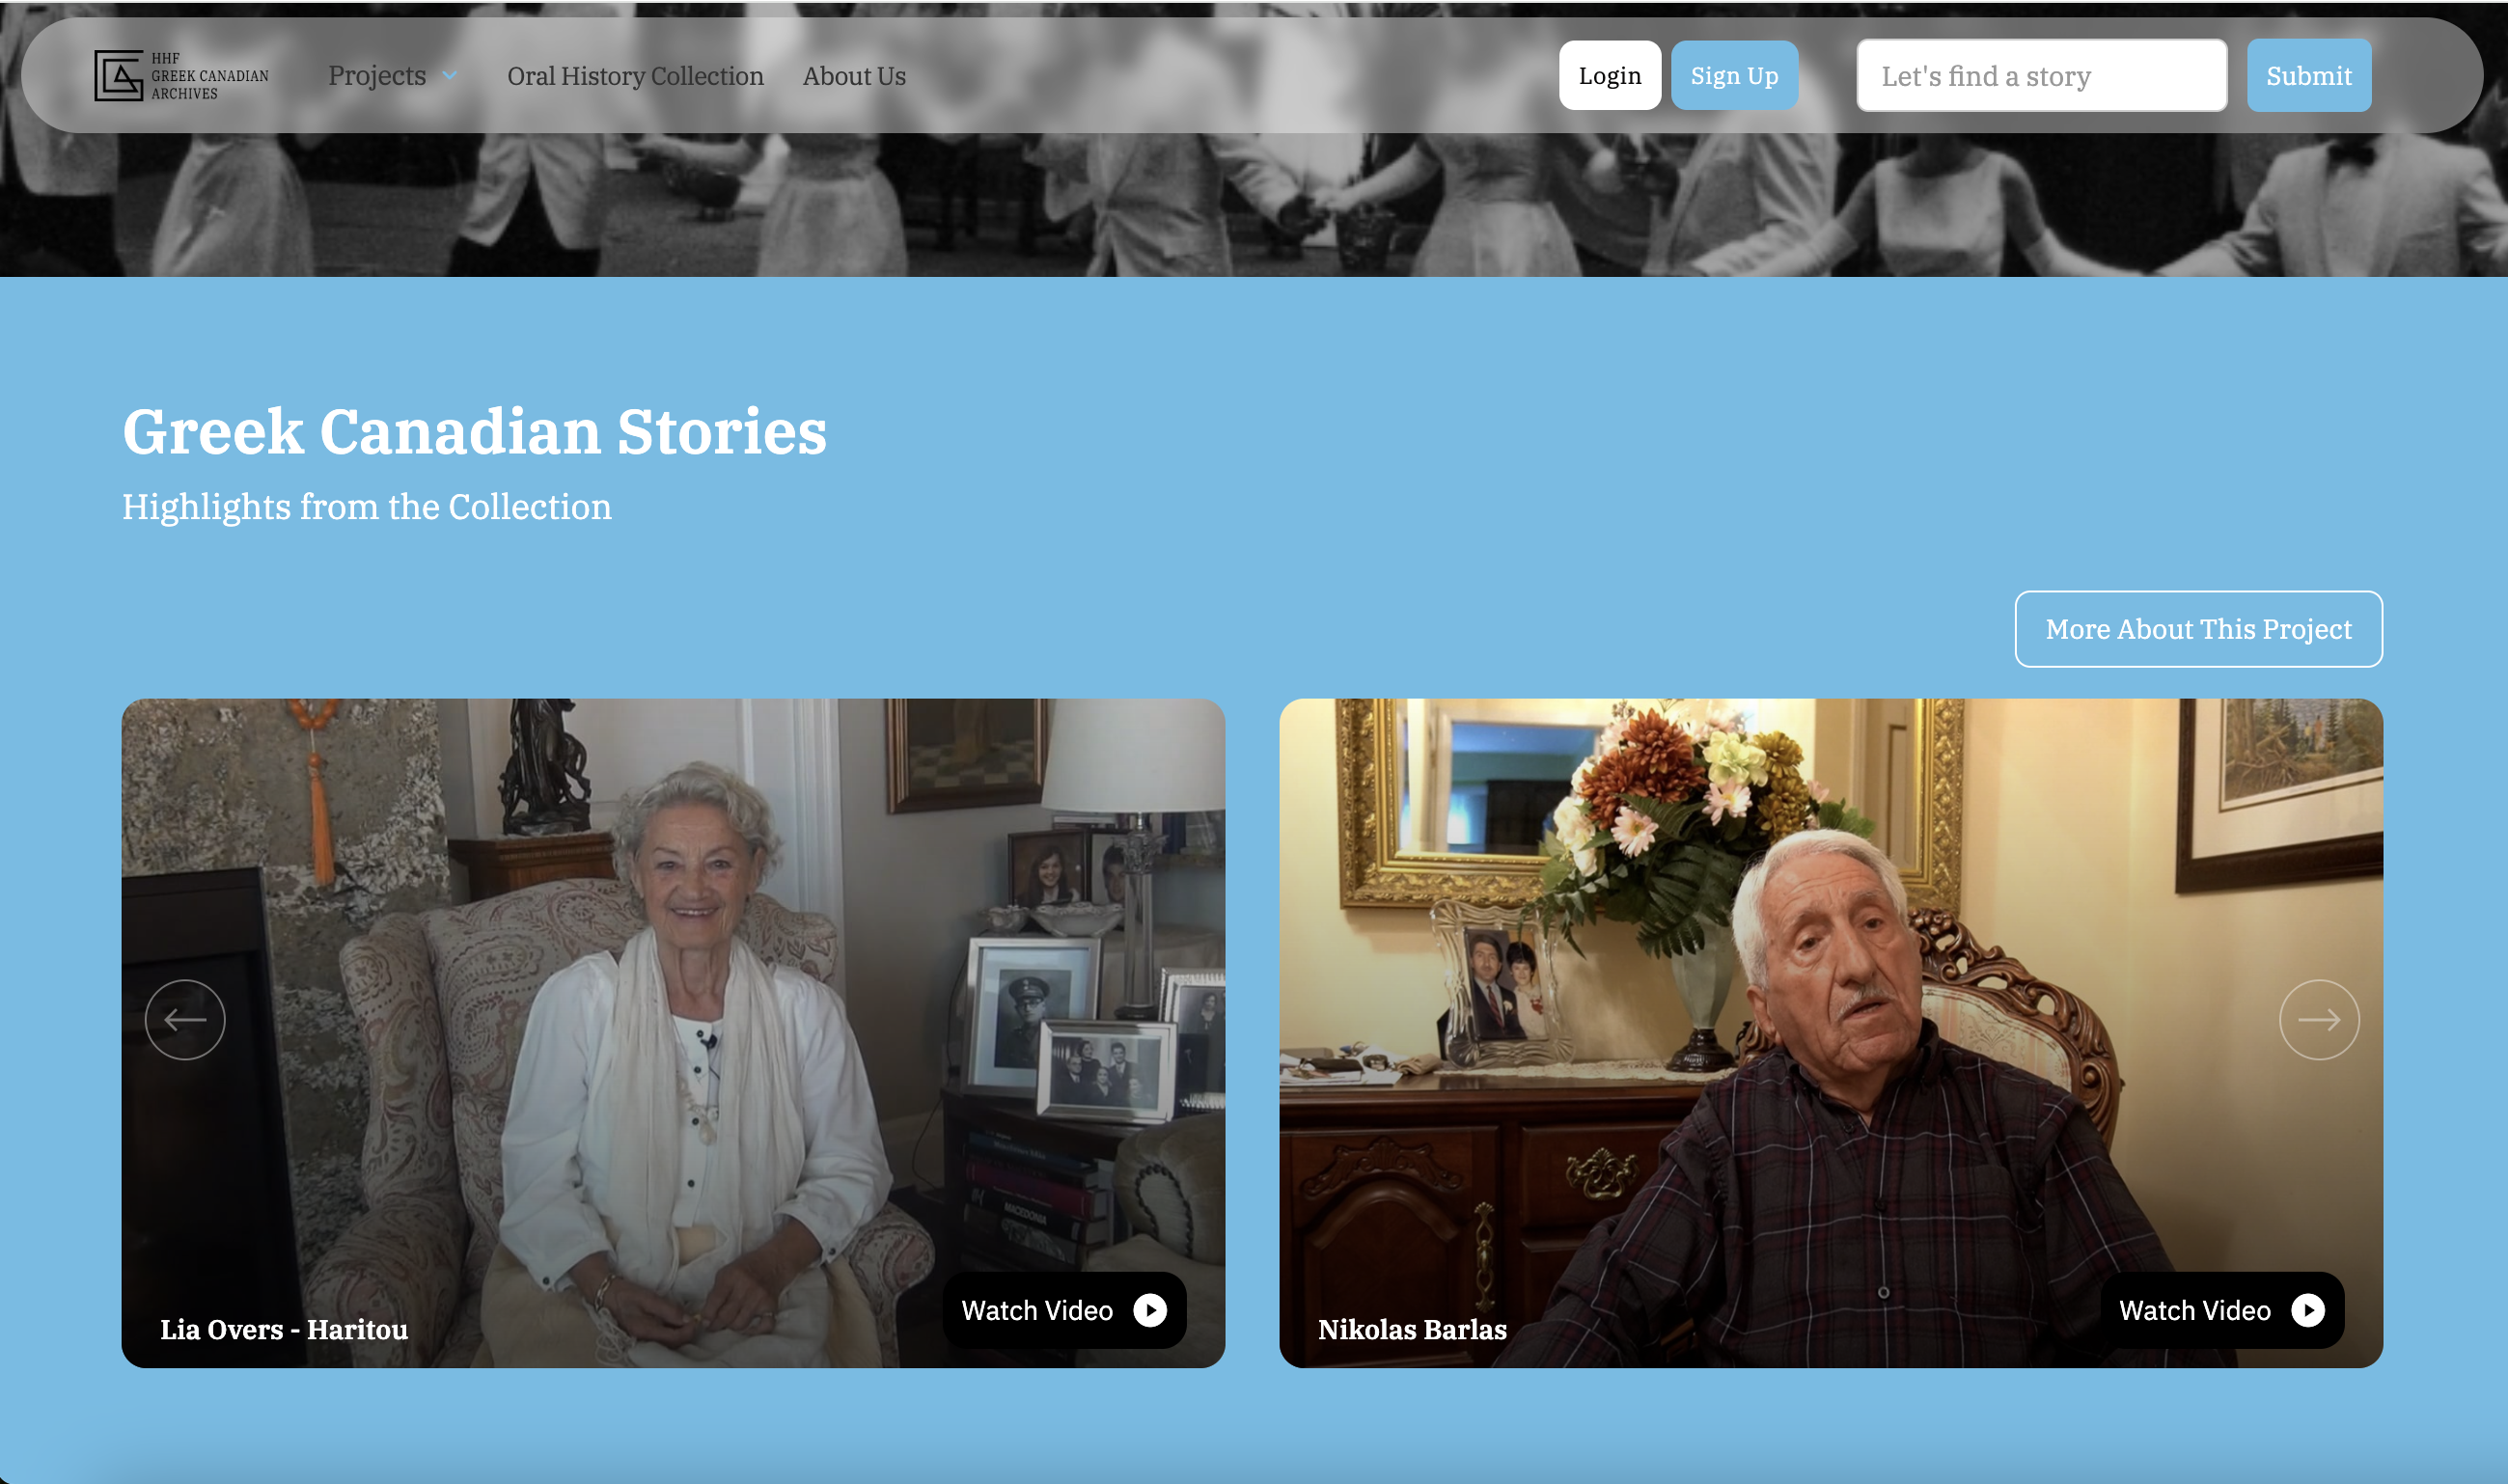 HHF
GREEK CANADIAN
ARCHIVES
Projects
Oral History Collection
About Us
Login
Sign Up
Let's find a story
Submit
Greek Canadian Stories
Highlights from the Collection
More About This Project
MACEDONIA
Lia Overs - Haritou
Watch Video
Nikolas Barlas
Watch Video